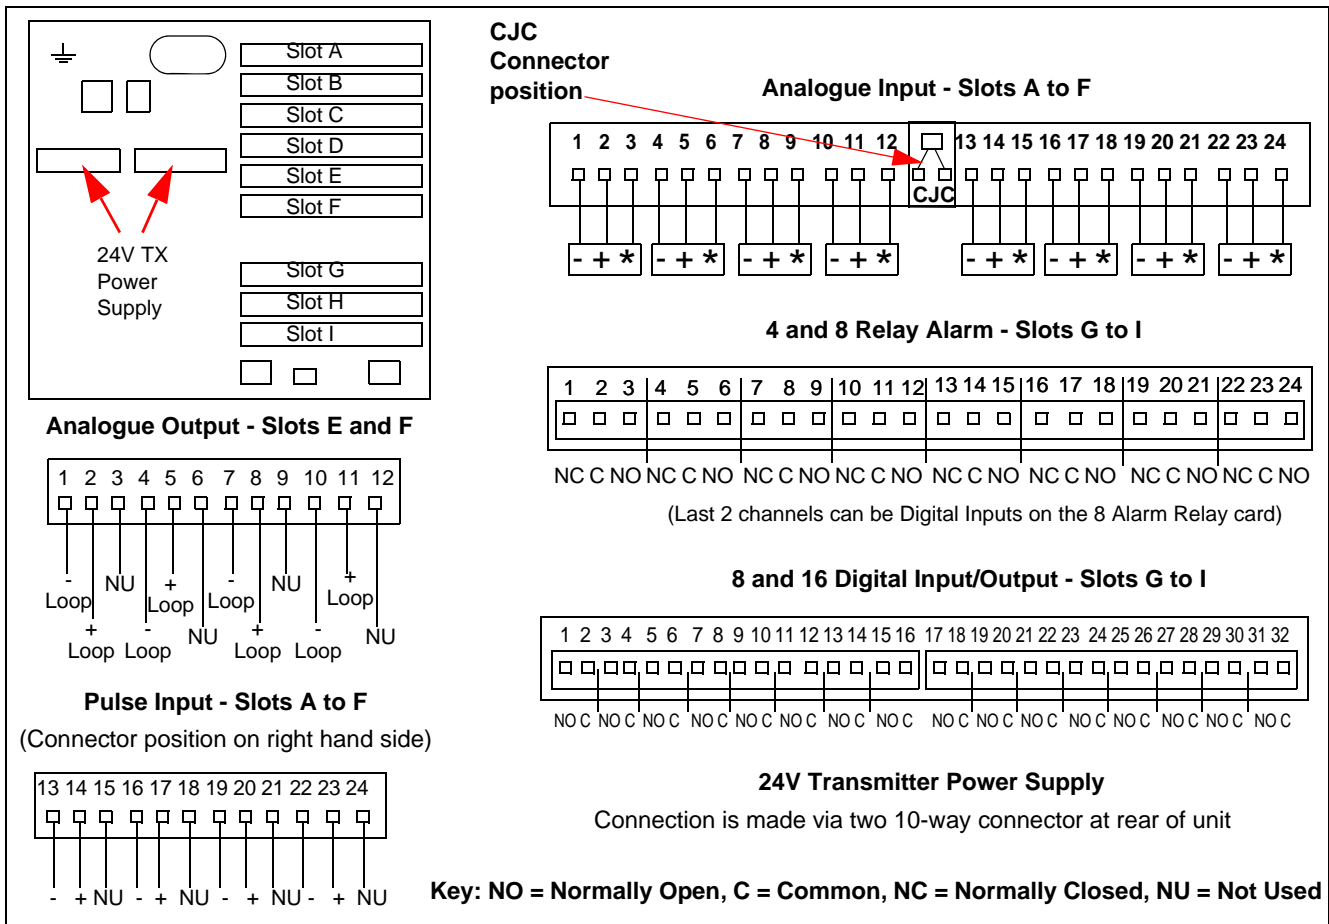 Slot A
Slot B
Slot C
Slot D
Slot E
Slot F
24V TX
Power
Supply
Slot G
Slot H
Slot I
CJC
Connector
position
Analogue Input - Slots A to F
1 2 3 4 5 6 7 8 9 10 11 12 13 14 15 16 17 18 19 20 21 22 23 24
CJC
- + * - + * - + * - + * - + * - + * - + * - + *
4 and 8 Relay Alarm - Slots G to I
1 2 3 4 5 6 7 8 9 10 11 12 13 14 15 16 17 18 19 20 21 22 23 24
NC C NO NC C NO NC C NO NC C NO NC C NO NC C NO NC C NO NC C NO
(Last 2 channels can be Digital Inputs on the 8 Alarm Relay card)
Analogue Output - Slots E and F
1 2 3 4 5 6 7 8 9 10 11 12
- NU + - NU +
Loop Loop Loop Loop
+ - NU + - NU
Loop Loop Loop Loop
8 and 16 Digital Input/Output - Slots G to I
1 2 3 4 5 6 7 8 9 10 11 12 13 14 15 16 17 18 19 20 21 22 23 24 25 26 27 28 29 30 31 32
NO C NO C NO C NO C NO C NO C NO C NO C NO C NO C NO C NO C NO C NO C NO C NO C
Pulse Input - Slots A to F
(Connector position on right hand side)
13 14 15 16 17 18 19 20 21 22 23 24
- + NU - + NU - + NU - + NU
24V Transmitter Power Supply
Connection is made via two 10-way connector at rear of unit
Key: NO = Normally Open, C = Common, NC = Normally Closed, NU = Not Used